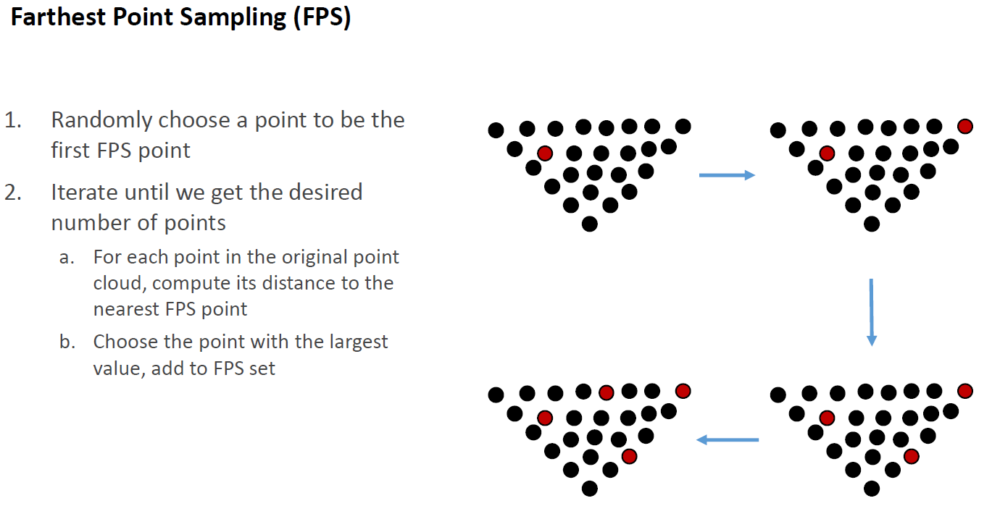 Farthest Point Sampling (FPS)
1. Randomly choose a point to be the
first FPS point
2. Iterate until we get the desired
number of points
a. For each point in the original point
cloud, compute its distance to the
nearest FPS point
b. Choose the point with the largest
value, add to FPS set